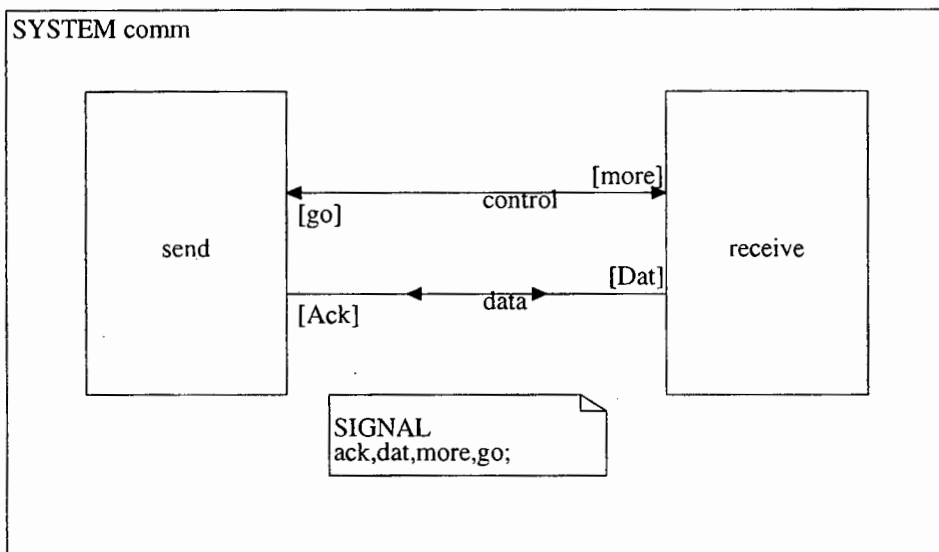 SYSTEM comm
[more]
control
[go]
send
receive
[Dat]
data
[Ack]
SIGNAL
ack,dat,more,go;